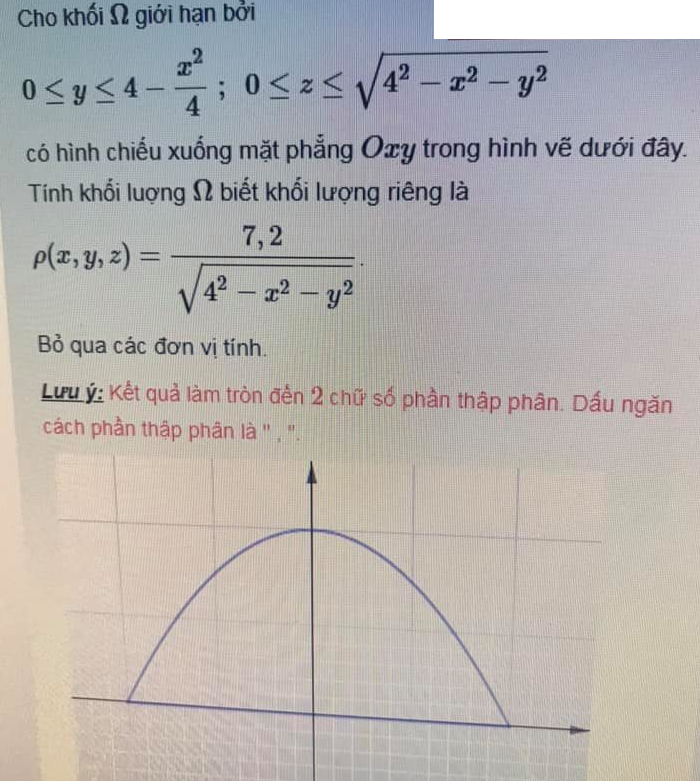 Cho khối Ω giới hạn bởi
0 ≤ y ≤ 4 − x²/4 ; 0 ≤ z ≤ √(4² − x² − y²)
có hình chiếu xuống mặt phẳng Oxy trong hình vẽ dưới đây.
Tính khối luợng Ω biết khối lượng riêng là
ρ(x, y, z) = 7,2/√(4² − x² − y²).
Bỏ qua các đơn vị tính.
Lưu ý: Kết quả làm tròn đến 2 chữ số phần thập phân. Dấu ngăn
cách phần thập phân là " , ".